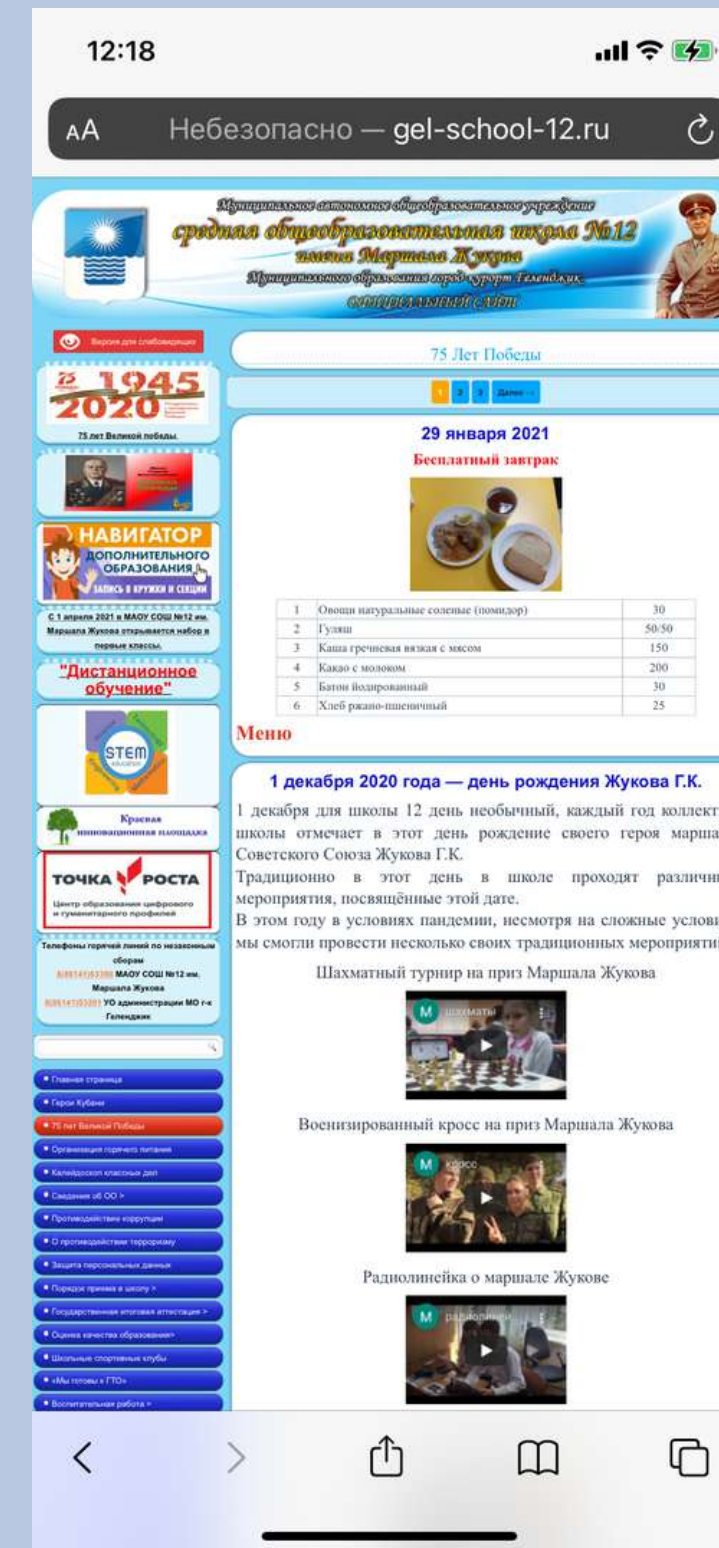 12:18
AA Небезопасно — gel-school-12.ru
Муниципальное автономное общеобразовательное учреждение
средняя общеобразовательная школа №12
имени Маршала Жукова
Муниципального образования город-курорт Геленджик
ОФИЦИАЛЬНЫЙ САЙТ
Версия для слабовидящих
75
1945
2020
75 лет Великой победы.
НАВИГАТОР
ДОПОЛНИТЕЛЬНОГО
ОБРАЗОВАНИЯ
ЗАПИСЬ В КРУЖКИ И СЕКЦИИ
С 1 апреля 2021 в МАОУ СОШ №12 им.
Маршала Жукова открывается набор в
первые классы.
"Дистанционное
обучение"
STEM
EDUCATION
Краевая
инновационная площадка
ТОЧКА РОСТА
Центр образования цифрового
и гуманитарного профилей
Телефоны горячей линий по незаконным
сборам
МАОУ СОШ №12 им.
Маршала Жукова
УО администрации МО г-к
Геленджик
Главная страница
Герои Кубани
75 лет Великой Победы
Организация горячего питания
Калейдоскоп классных дел
Сведения об ОО >
Противодействие коррупции
О противодействии терроризму
Защита персональных данных
Порядок приема в школу >
Государственная итоговая аттестация >
Оценка качества образования>
Школьные спортивные клубы
«Мы готовы к ГТО»
Воспитательная работа >
75 Лет Победы
1 2 3 Далее →
29 января 2021
Бесплатный завтрак
1 Овощи натуральные соленые (помидор) 30
2 Гуляш 50/50
3 Каша гречневая вязкая с мясом 150
4 Какао с молоком 200
5 Батон йодированный 30
6 Хлеб ржано-пшеничный 25
Меню
1 декабря 2020 года — день рождения Жукова Г.К.
1 декабря для школы 12 день необычный, каждый год коллект
школы отмечает в этот день рождение своего героя марша
Советского Союза Жукова Г.К.
Традиционно в этот день в школе проходят различн
мероприятия, посвящённые этой дате.
В этом году в условиях пандемии, несмотря на сложные услови
мы смогли провести несколько своих традиционных мероприяти
Шахматный турнир на приз Маршала Жукова
М шахматы
Военизированный кросс на приз Маршала Жукова
М кросс
Радиолинейка о маршале Жукове
М радиолиней